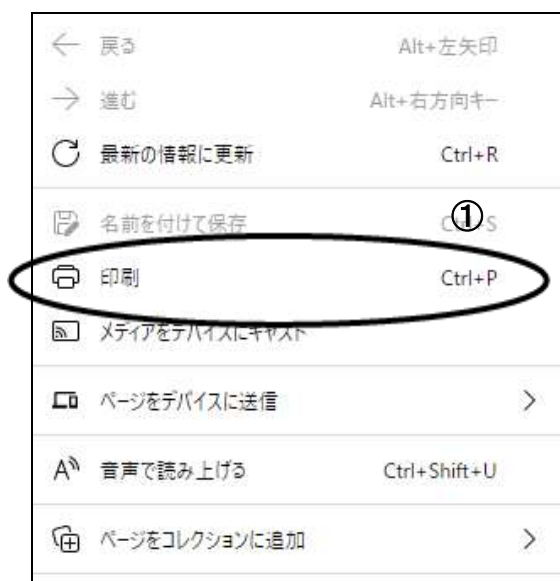 戻る Alt+左矢印
進む Alt+右方向キー
最新の情報に更新 Ctrl+R
①
名前を付けて保存 Ctrl+S
印刷 Ctrl+P
メディアをデバイスにキャスト
ページをデバイスに送信
A 音声で読み上げる Ctrl+Shift+U
ページをコレクションに追加